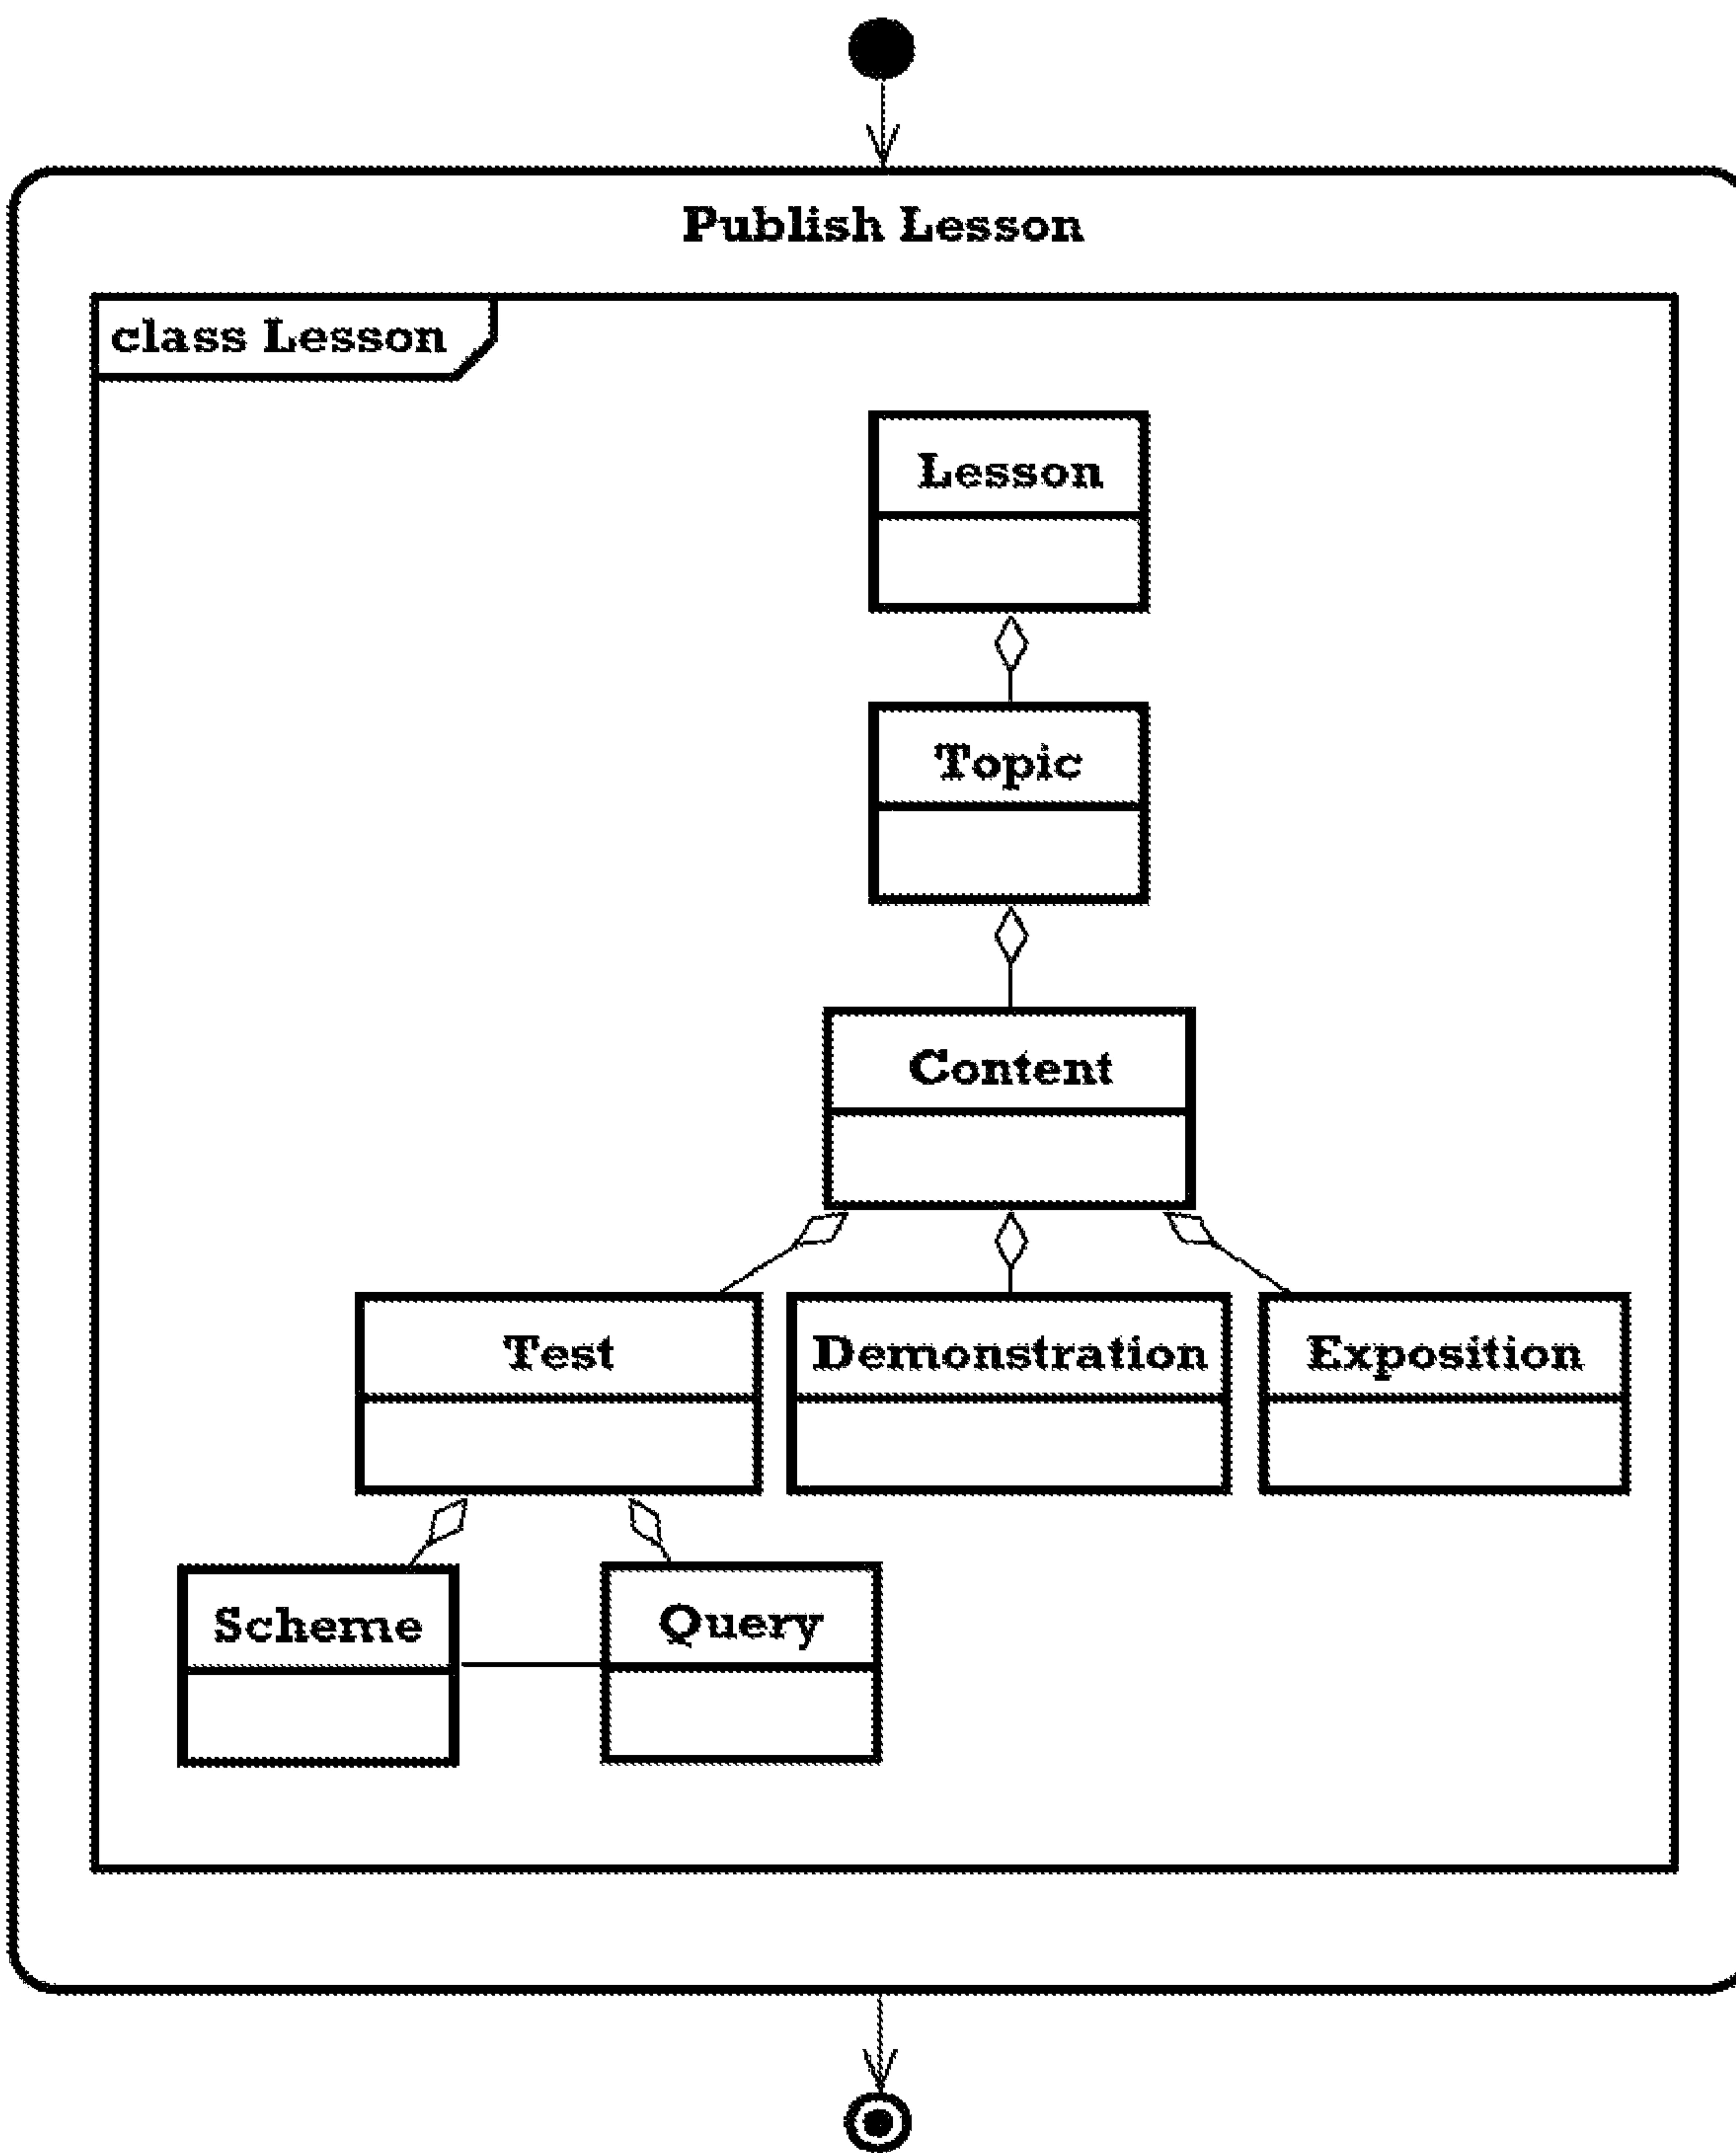 Publish Lesson
class Lesson
Lesson
Topic
Content
Test
Demonstration
Exposition
Scheme
Query